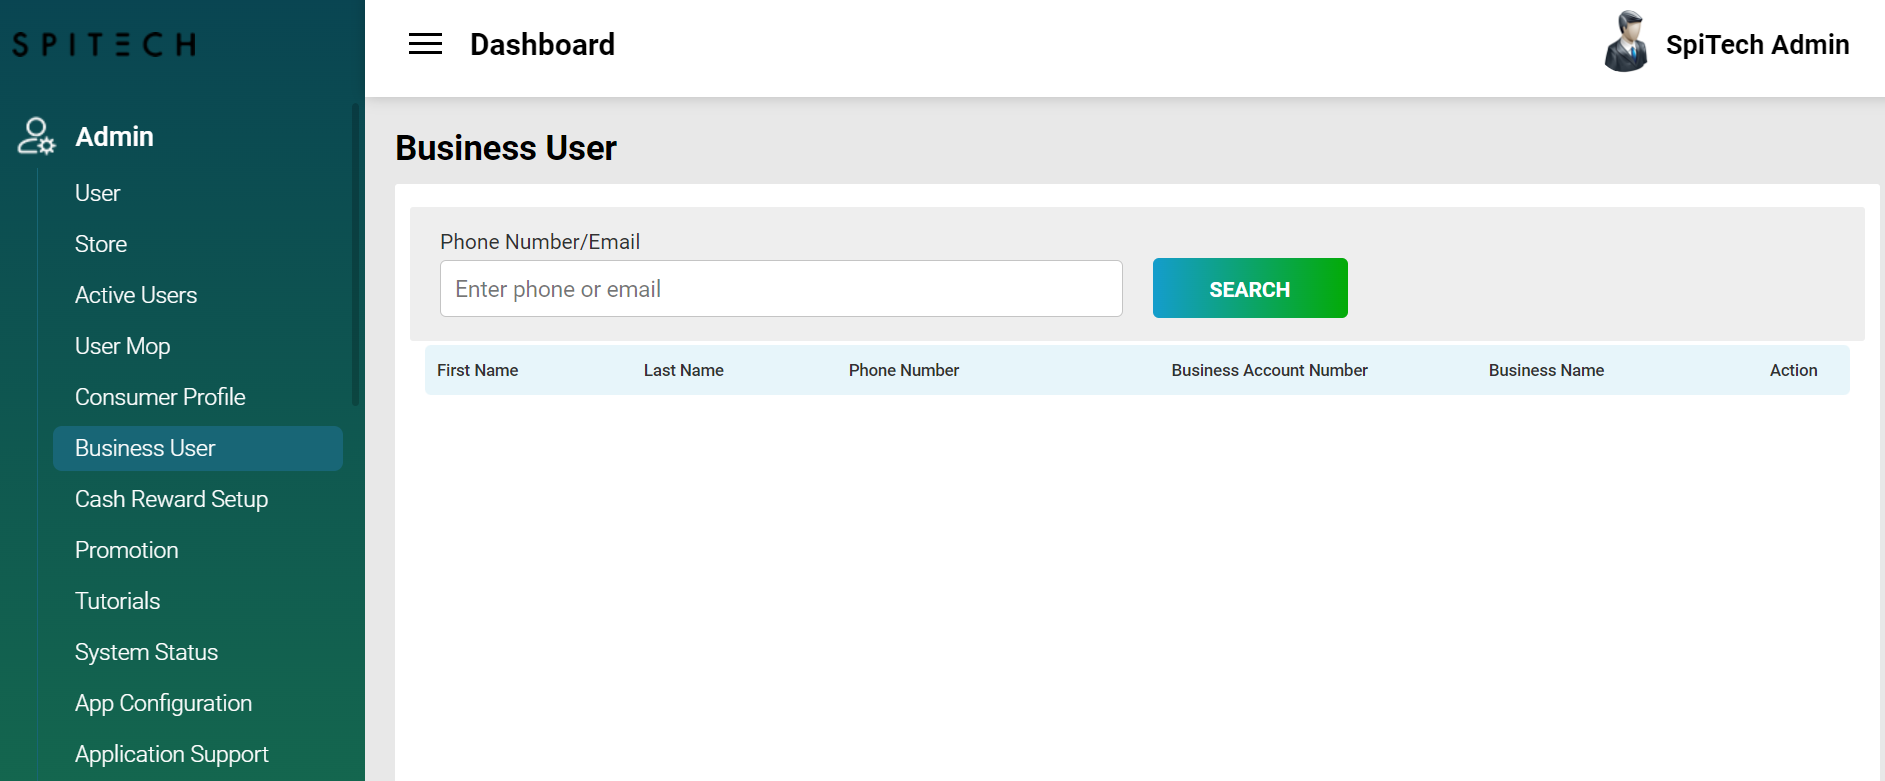 SPITECH
Dashboard
SpiTech Admin
Admin
User
Store
Active Users
User Mop
Consumer Profile
Business User
Cash Reward Setup
Promotion
Tutorials
System Status
App Configuration
Application Support
Business User
Phone Number/Email
Enter phone or email
SEARCH
First Name Last Name Phone Number Business Account Number Business Name Action